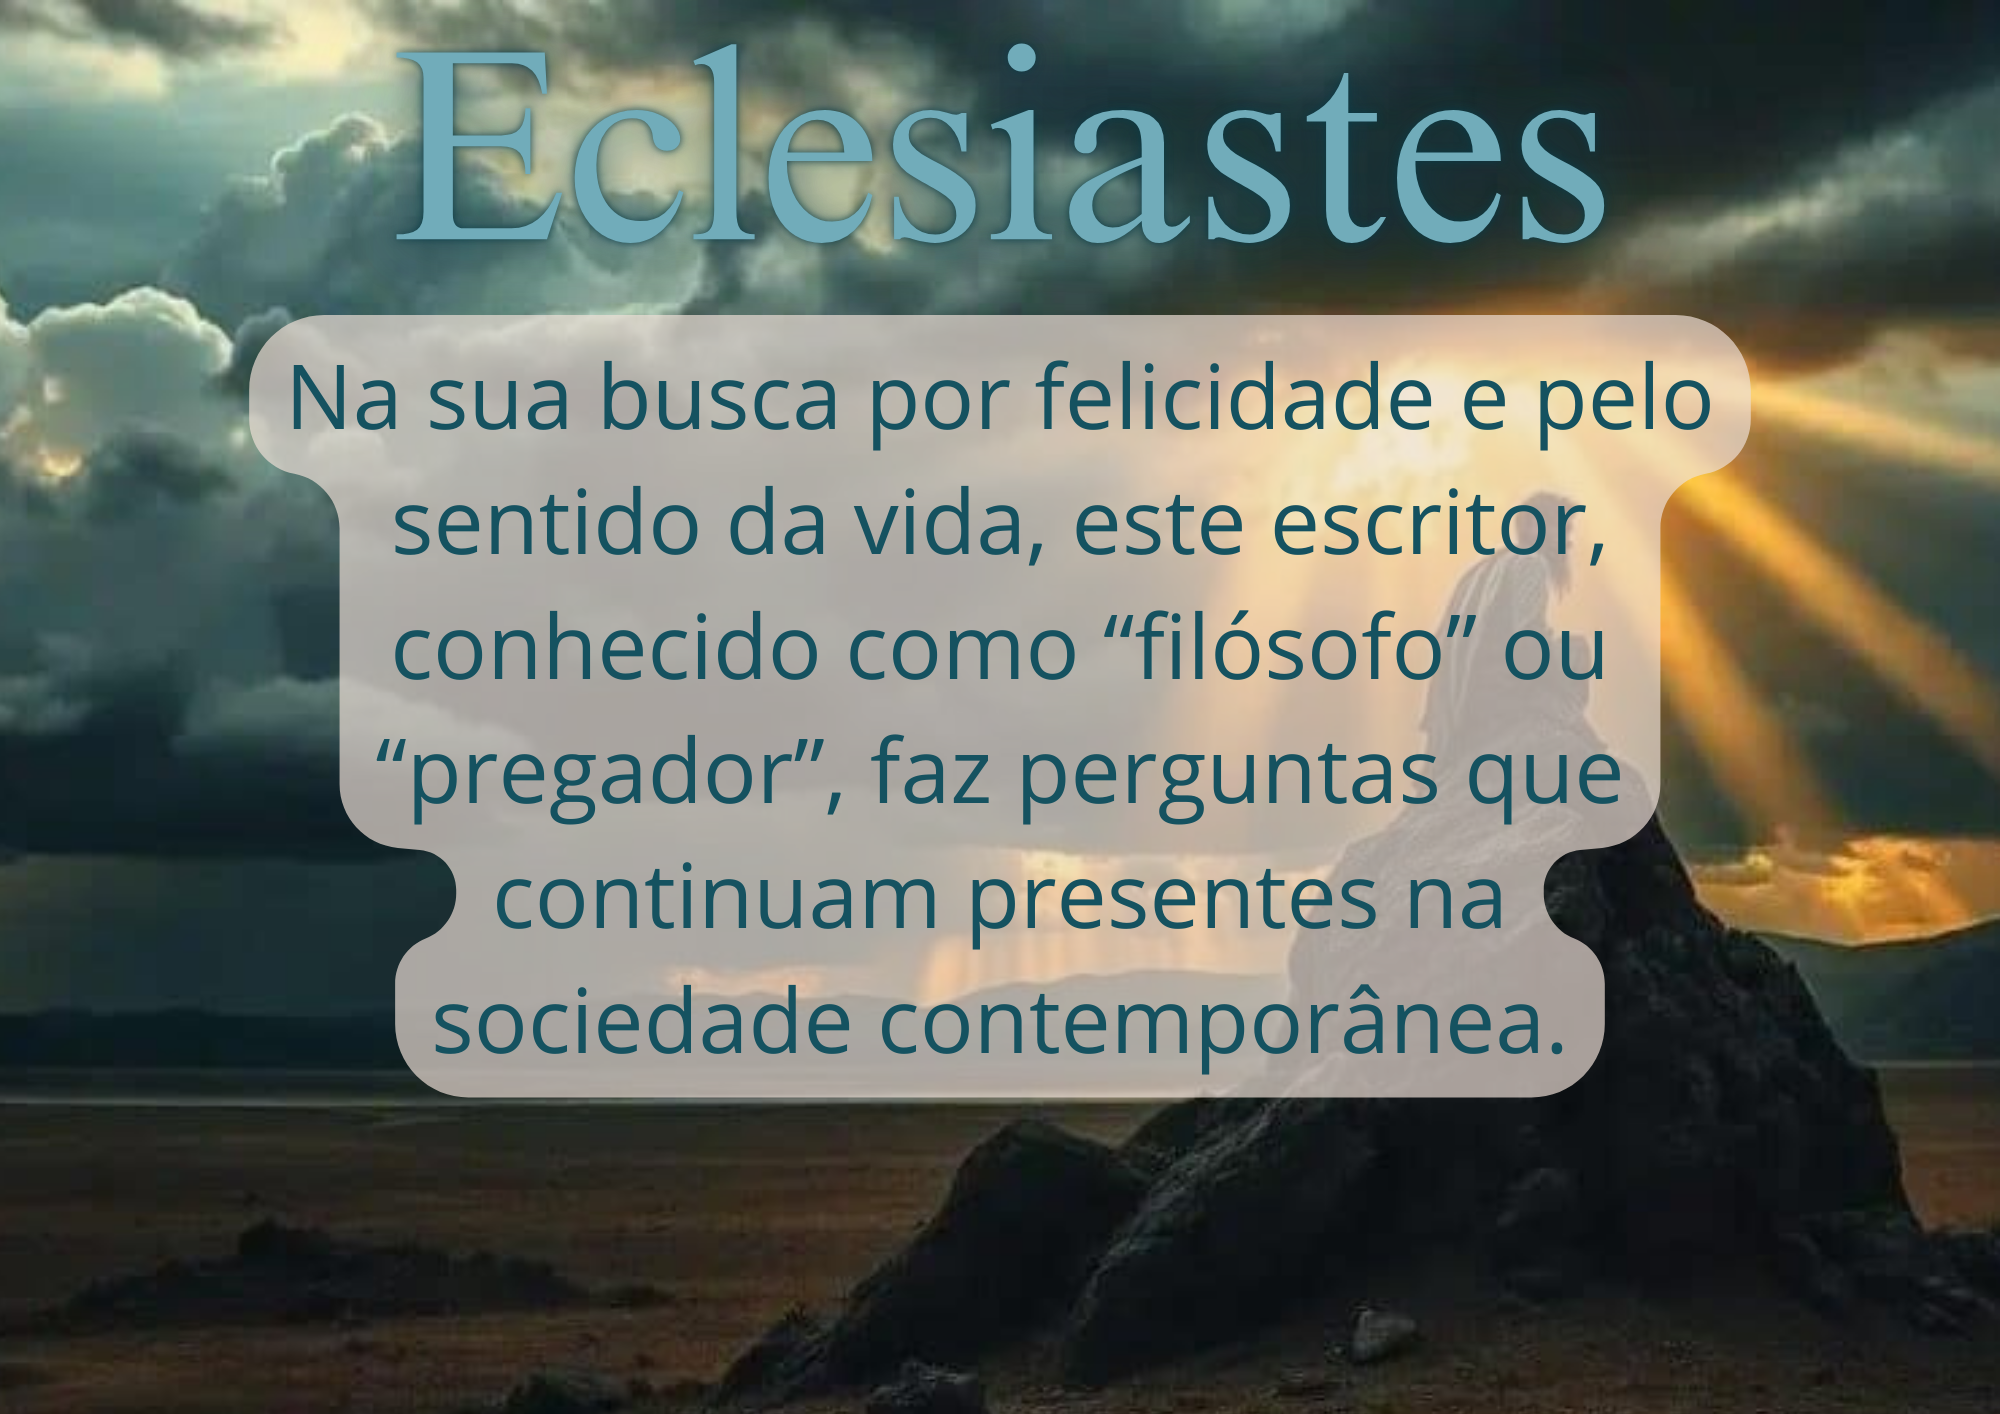 Eclesiastes
Na sua busca por felicidade e pelo
sentido da vida, este escritor,
conhecido como “filósofo” ou
“pregador”, faz perguntas que
continuam presentes na
sociedade contemporânea.